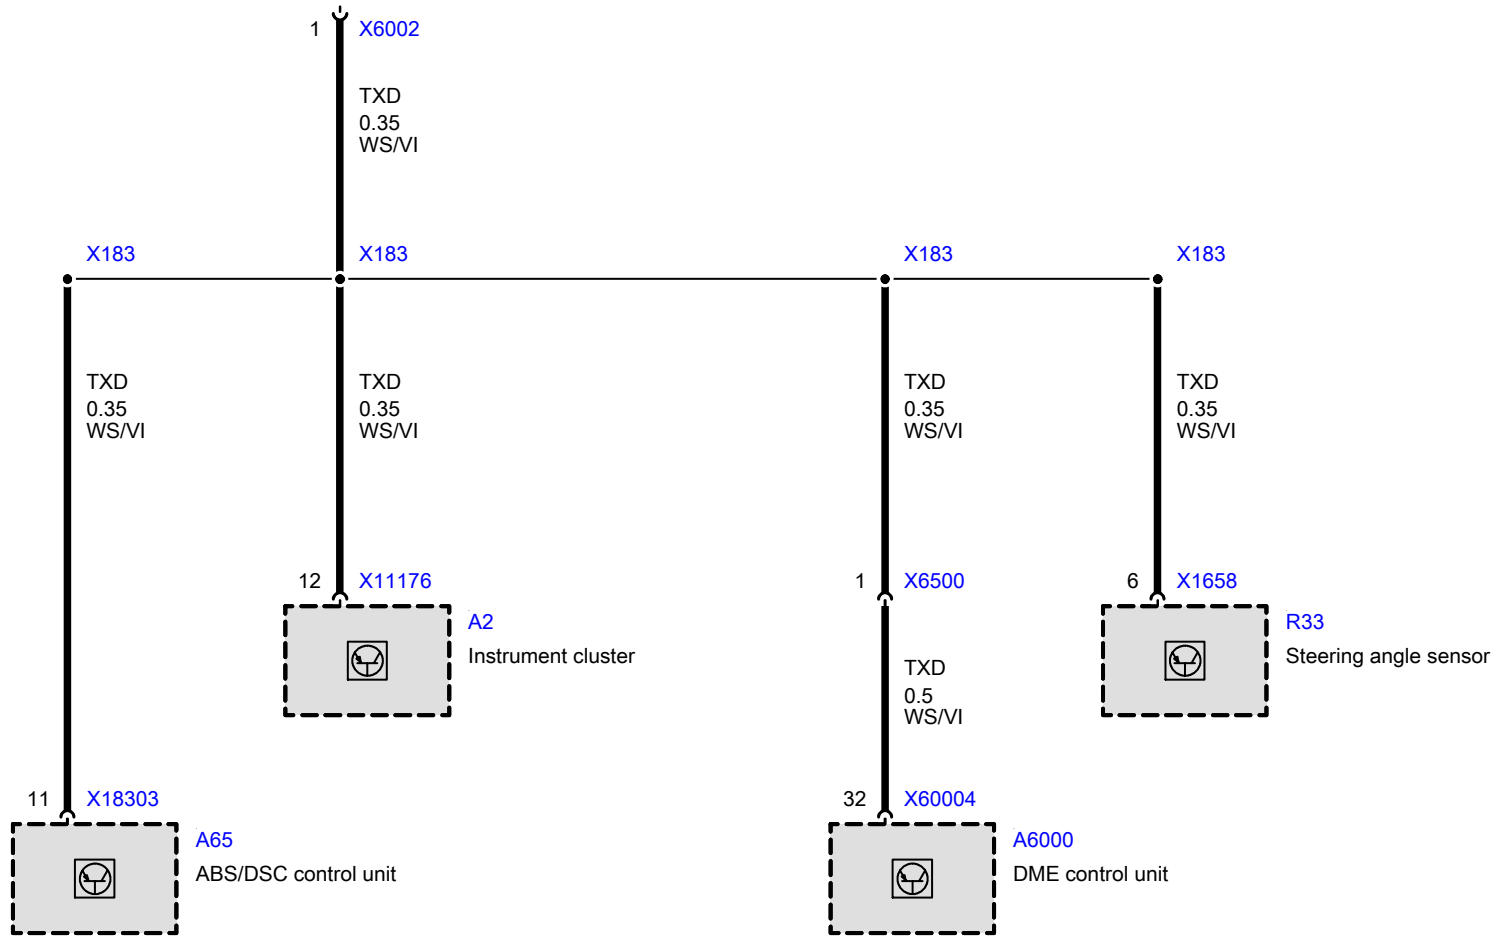 1 X6002
TXD
0.35
WS/VI
X183 X183 X183 X183
TXD TXD TXD TXD
0.35 0.35 0.35 0.35
WS/VI WS/VI WS/VI WS/VI
12 X11176 1 X6500 6 X1658
A2 R33
Instrument cluster Steering angle sensor
TXD
0.5
WS/VI
11 X18303 32 X60004
A65 A6000
ABS/DSC control unit DME control unit